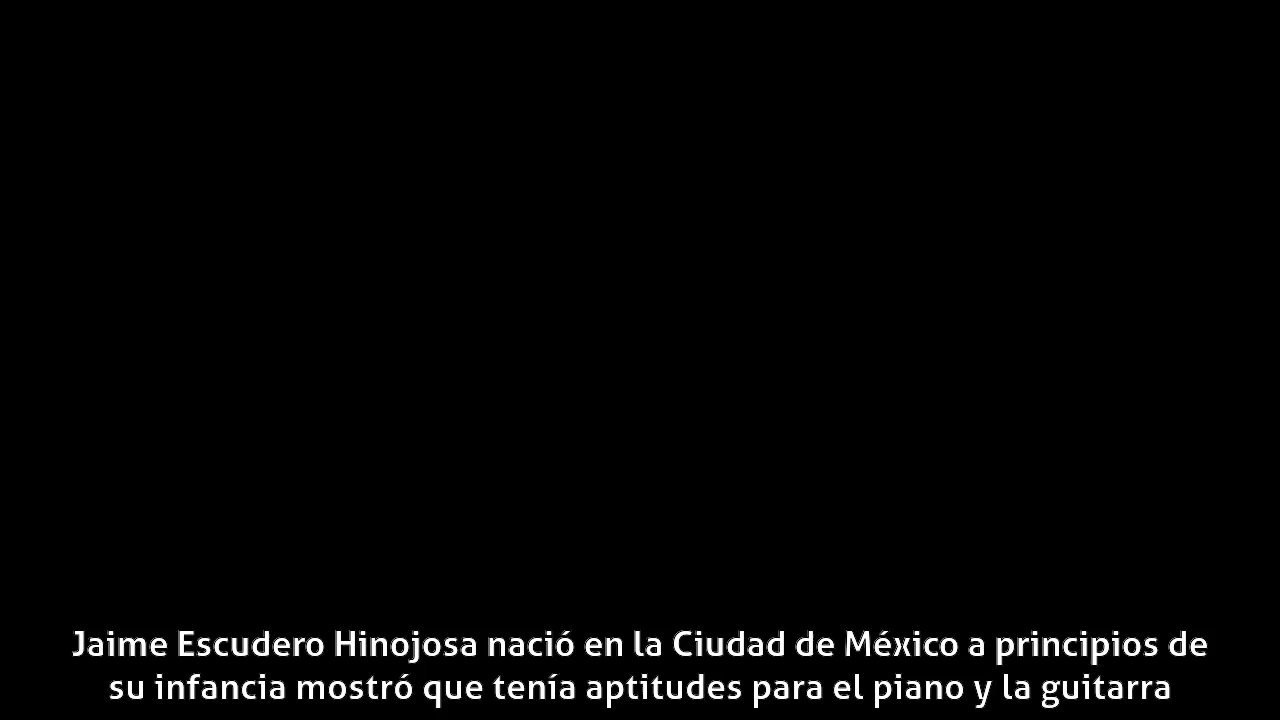 Jaime Escudero Hinojosa nació en la Ciudad de México a principios de
su infancia mostró que tenía aptitudes para el piano y la guitarra